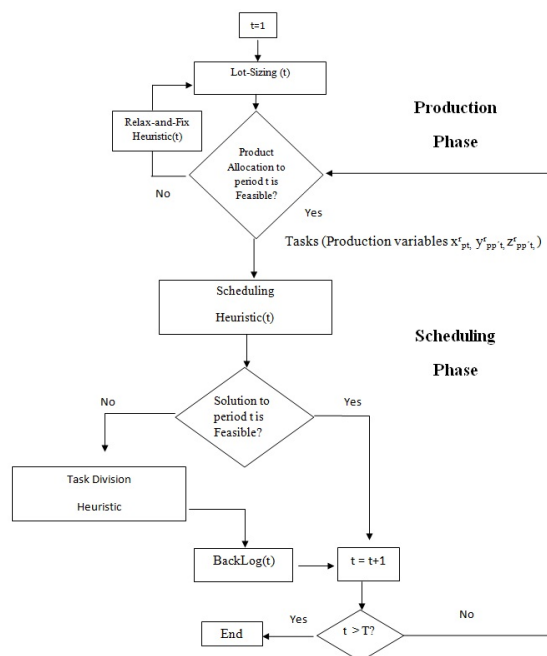 t=1
Lot-Sizing (t)
Relax-and-Fix
Heuristic(t)
Production
Phase
Product
Allocation to
period t is
Feasible?
No
Yes
Tasks (Production variables xʳpt, yʳpp´t, zʳpp´t, )
Scheduling
Heuristic(t)
Scheduling
Phase
No
Solution to
period t is
Feasible?
Yes
Task Division
Heuristic
BackLog(t)
t = t+1
End
Yes
t > T?
No